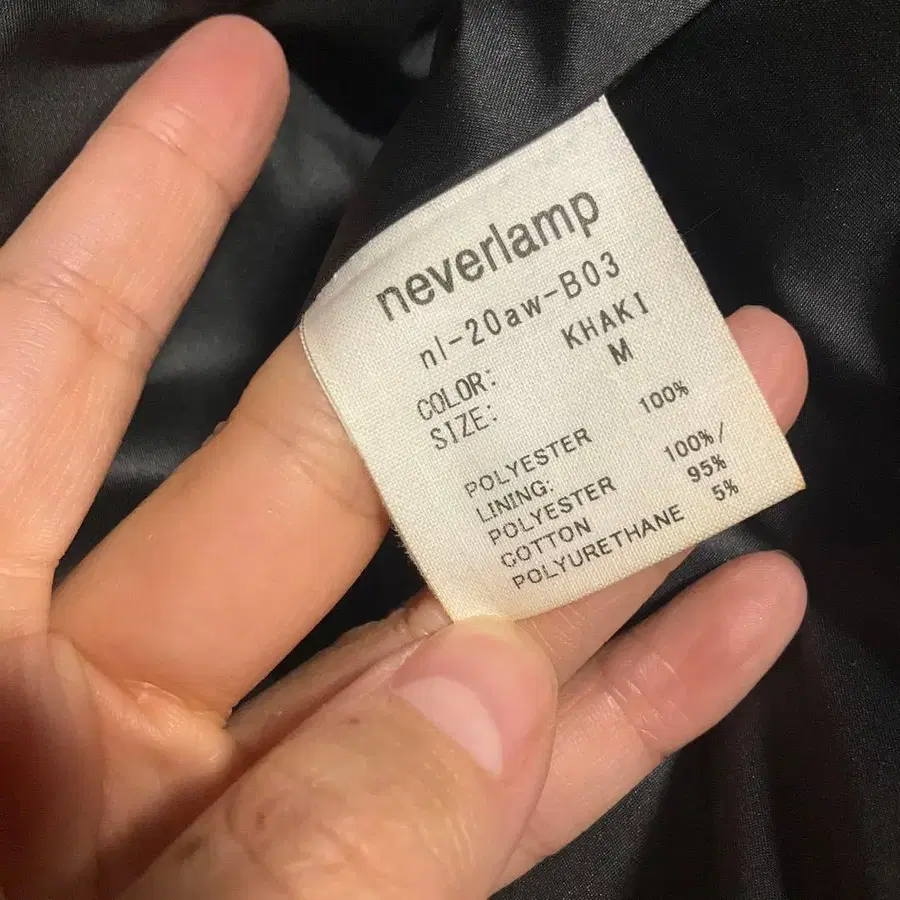 neverlamp
nl-20aw-B03
COLOR: KHAKI
SIZE: M
POLYESTER 100%
LINING:
POLYESTER 100%/
COTTON 95%
POLYURETHANE 5%